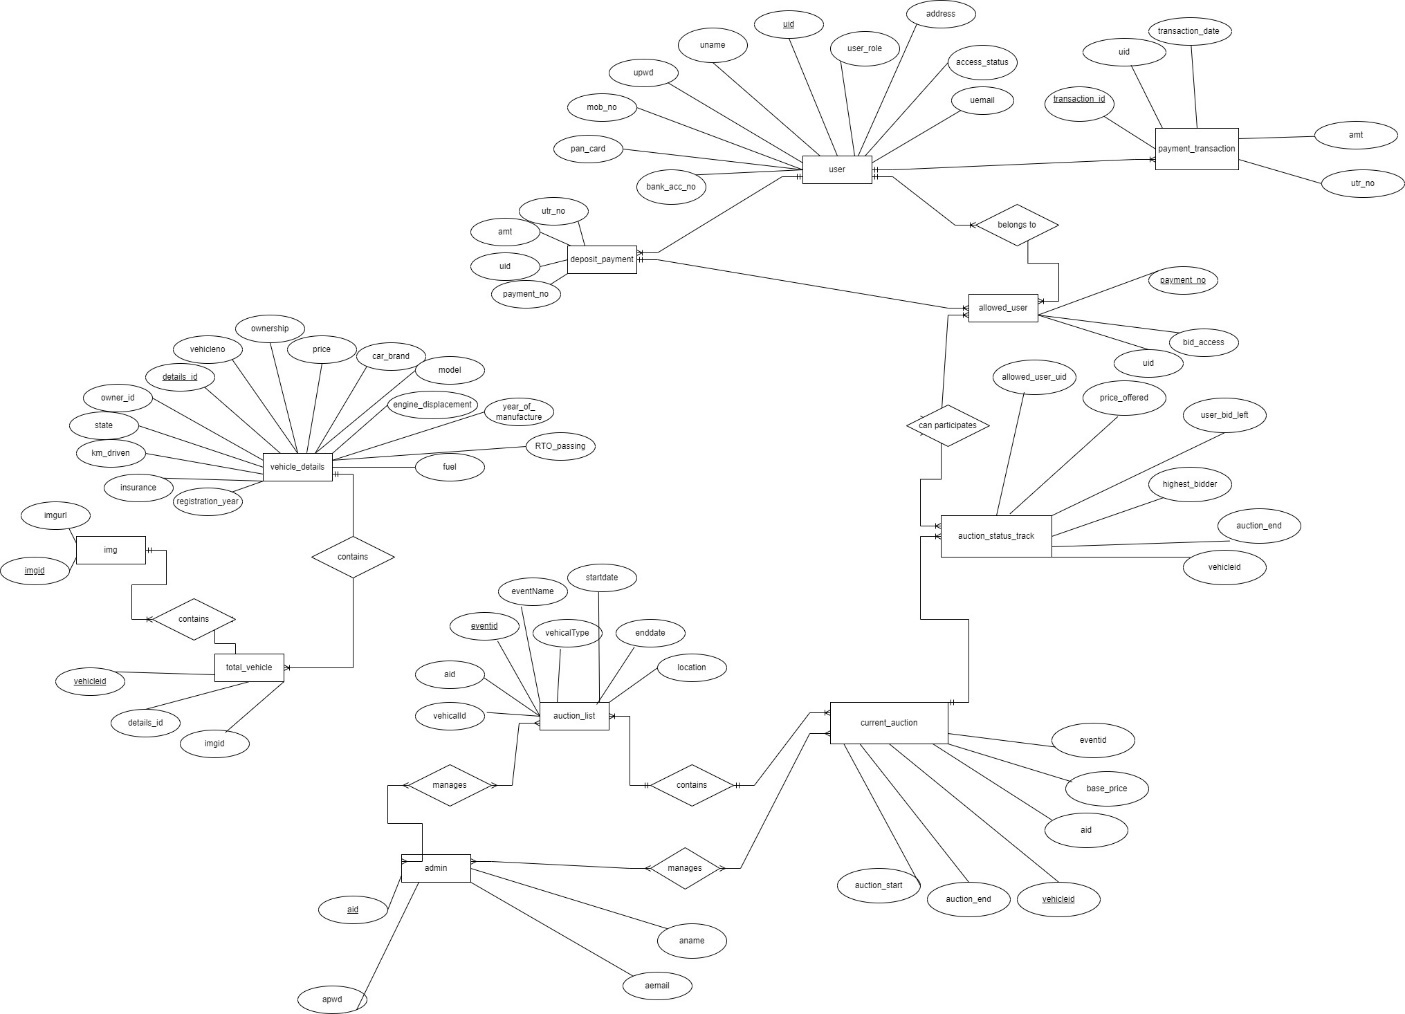 address
uid
transaction_date
uname
user_role
uid
access_status
upwd
uemail
transaction_id
mob_no
amt
pan_card
payment_transaction
user
bank_acc_no
utr_no
utr_no
belongs to
amt
deposit_payment
uid
payment_no
payment_no
allowed_user
ownership
bid_access
vehicleno
price
car_brand
uid
model
details_id
allowed_user_uid
owner_id
engine_displacement
price_offered
year_of_
manufacture
user_bid_left
state
can participates
RTO_passing
km_driven
vehicle_details
fuel
highest_bidder
insurance
registration_year
imgurl
auction_end
auction_status_track
img
contains
vehicleid
imgid
startdate
eventName
contains
eventid
vehicalType
enddate
total_vehicle
location
aid
vehicleid
vehicalId
auction_list
details_id
current_auction
imgid
eventid
manages
contains
base_price
aid
admin
manages
auction_start
auction_end
vehicleid
aid
aname
aemail
apwd